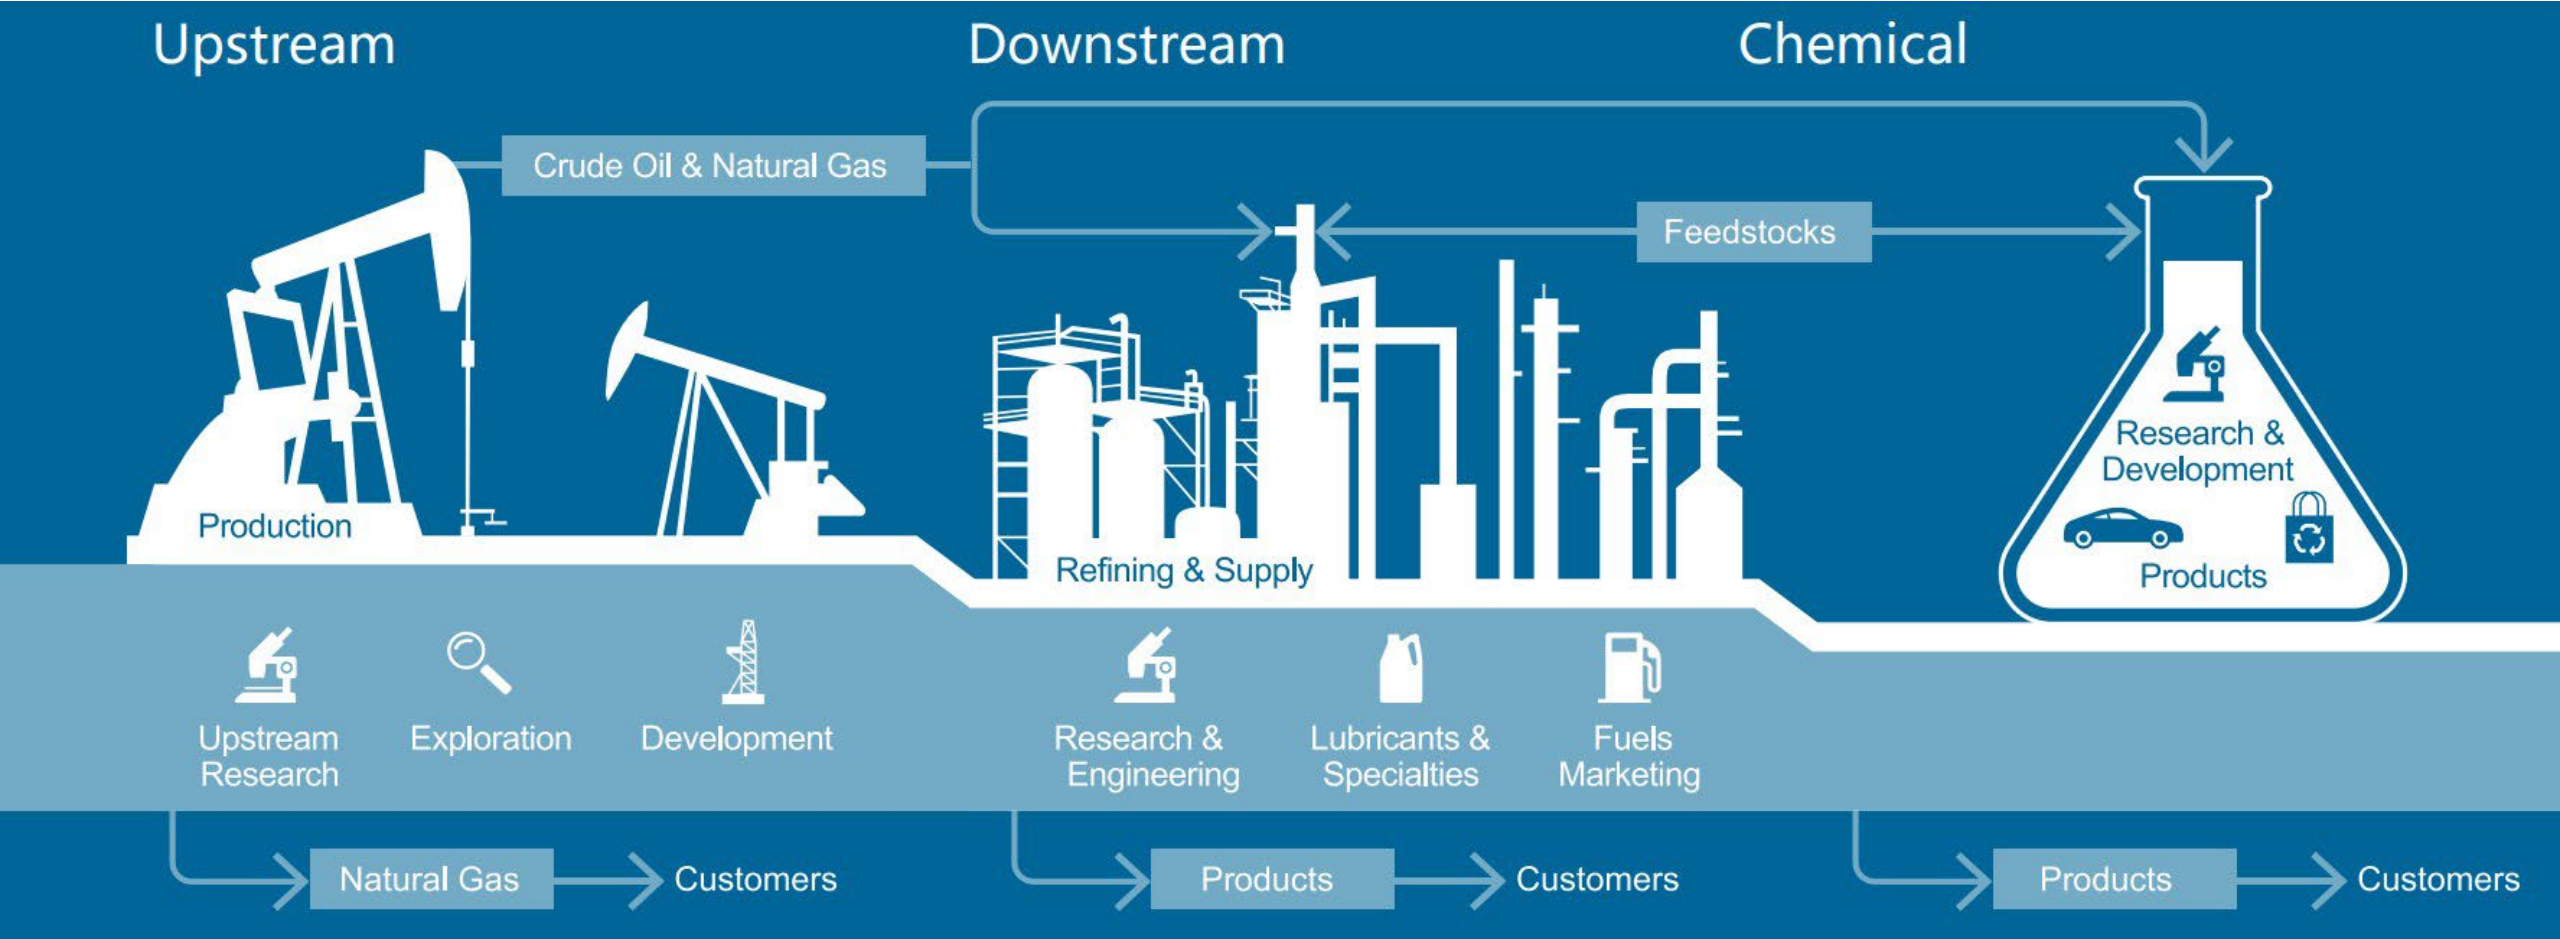 Upstream
Downstream
Chemical
Crude Oil & Natural Gas
Feedstocks
Production
Refining & Supply
Research &
Development
Products
Upstream
Research
Exploration
Development
Research &
Engineering
Lubricants &
Specialties
Fuels
Marketing
Natural Gas
Customers
Products
Customers
Products
Customers